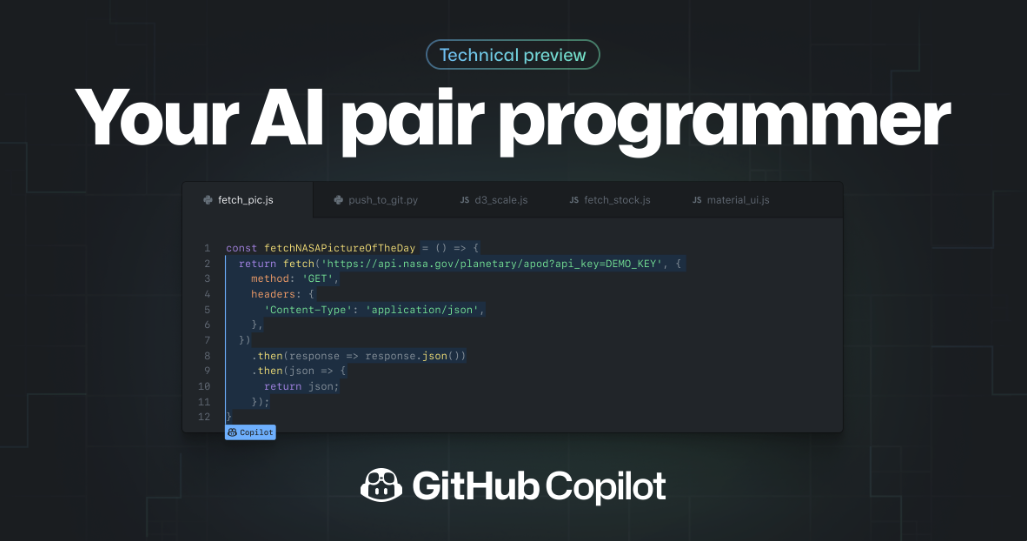 Technical preview
Your AI pair programmer
fetch_pic.js push_to_git.py JS d3_scale.js JS fetch_stock.js JS material_ui.js
1 const fetchNASAPictureOfTheDay = () => {
2 return fetch('https://api.nasa.gov/planetary/apod?api_key=DEMO_KEY', {
3 method: 'GET',
4 headers: {
5 'Content-Type': 'application/json',
6 },
7 })
8 .then(response => response.json())
9 .then(json => {
10 return json;
11 });
12 }
Copilot
GitHub Copilot